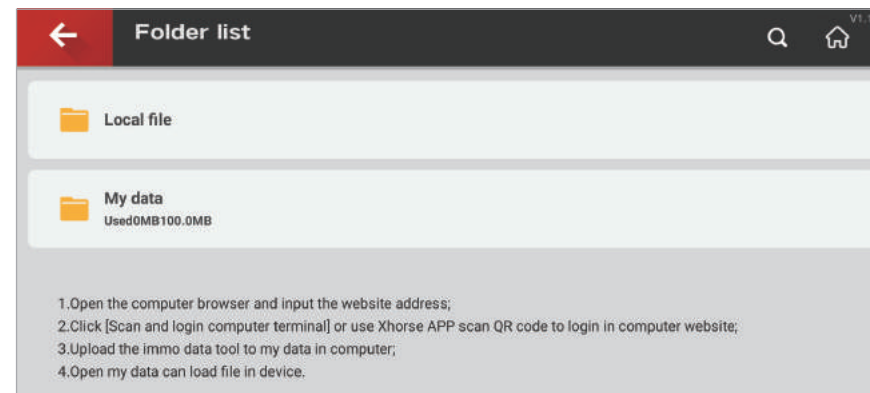 Folder list
V1.1
Local file
My data
Used0MB100.0MB
1.Open the computer browser and input the website address;
2.Click [Scan and login computer terminal] or use Xhorse APP scan QR code to login in computer website;
3.Upload the immo data tool to my data in computer;
4.Open my data can load file in device.